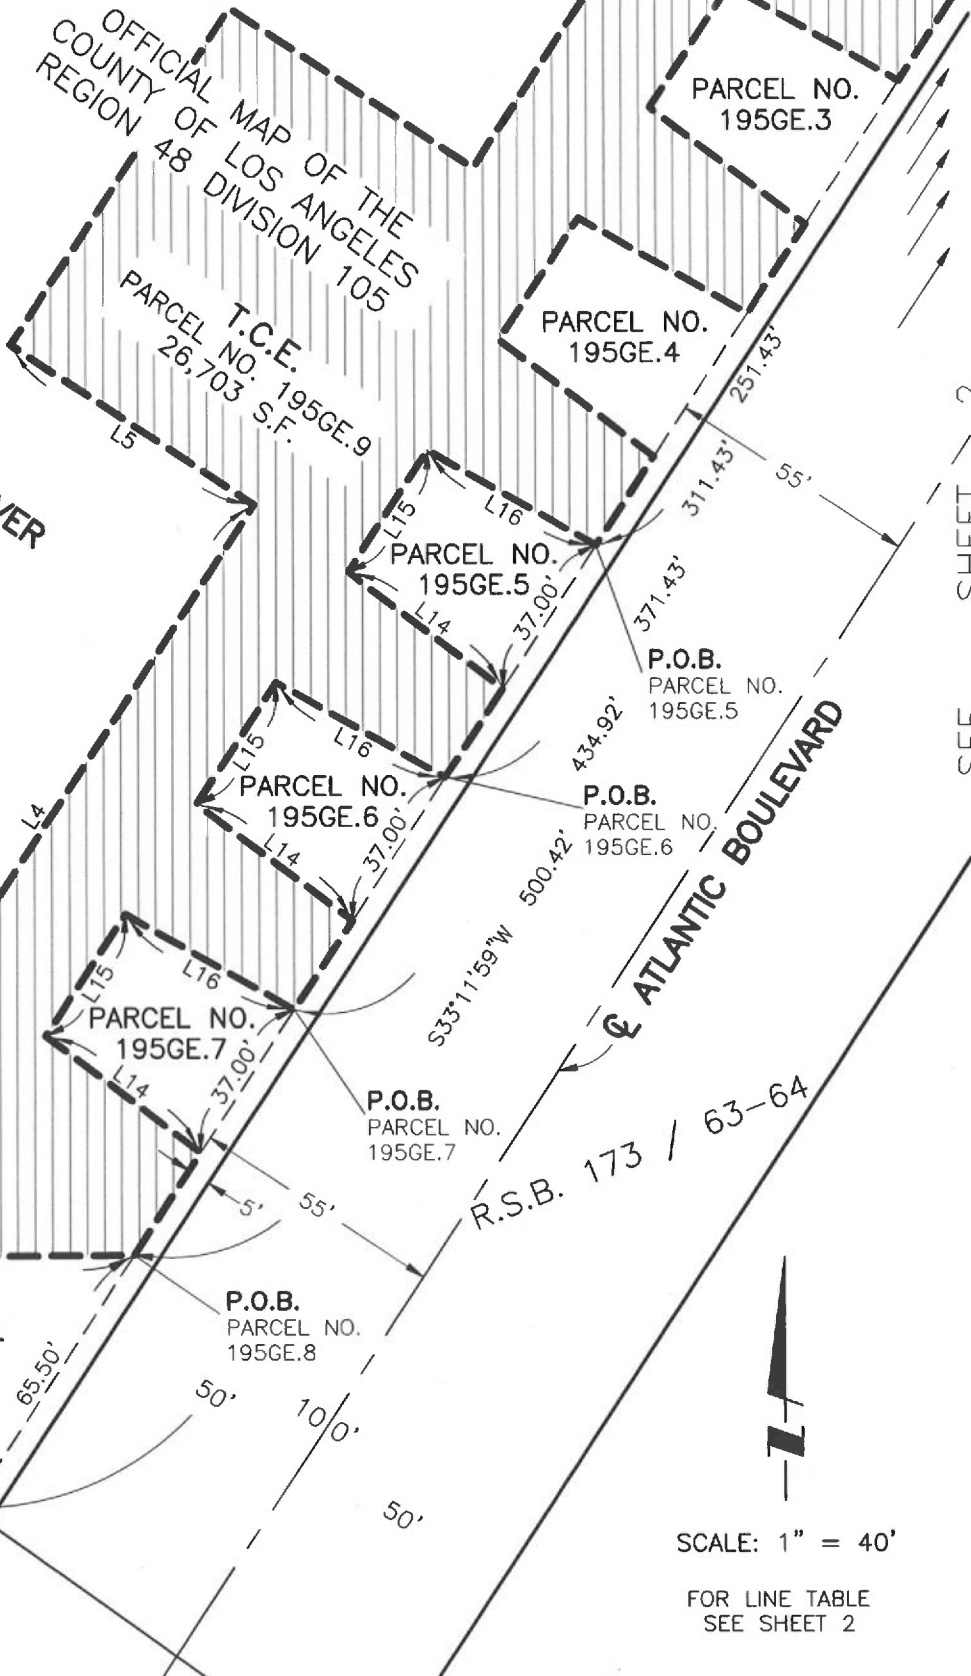 OFFICIAL MAP OF THE
COUNTY OF LOS ANGELES
REGION 48 DIVISION 105
PARCEL NO.
195GE.3
T.C.E.
PARCEL NO. 195GE.9
26,703 S.F.
PARCEL NO.
195GE.4
251.43'
L5
55'
311.43'
L16
L15
PARCEL NO.
195GE.5
L14
37.00'
371.43'
P.O.B.
PARCEL NO.
195GE.5
SEE SHEET
L16
L15
434.92'
PARCEL NO.
195GE.6
L14
37.00'
P.O.B.
PARCEL NO.
195GE.6
L4
S33°11'59"W 500.42'
℄ ATLANTIC BOULEVARD
L16
L15
PARCEL NO.
195GE.7
L14
37.00'
P.O.B.
PARCEL NO.
195GE.7
R.S.B. 173 / 63-64
5'
55'
P.O.B.
PARCEL NO.
195GE.8
65.50'
50'
100'
50'
SCALE: 1" = 40'
FOR LINE TABLE
SEE SHEET 2